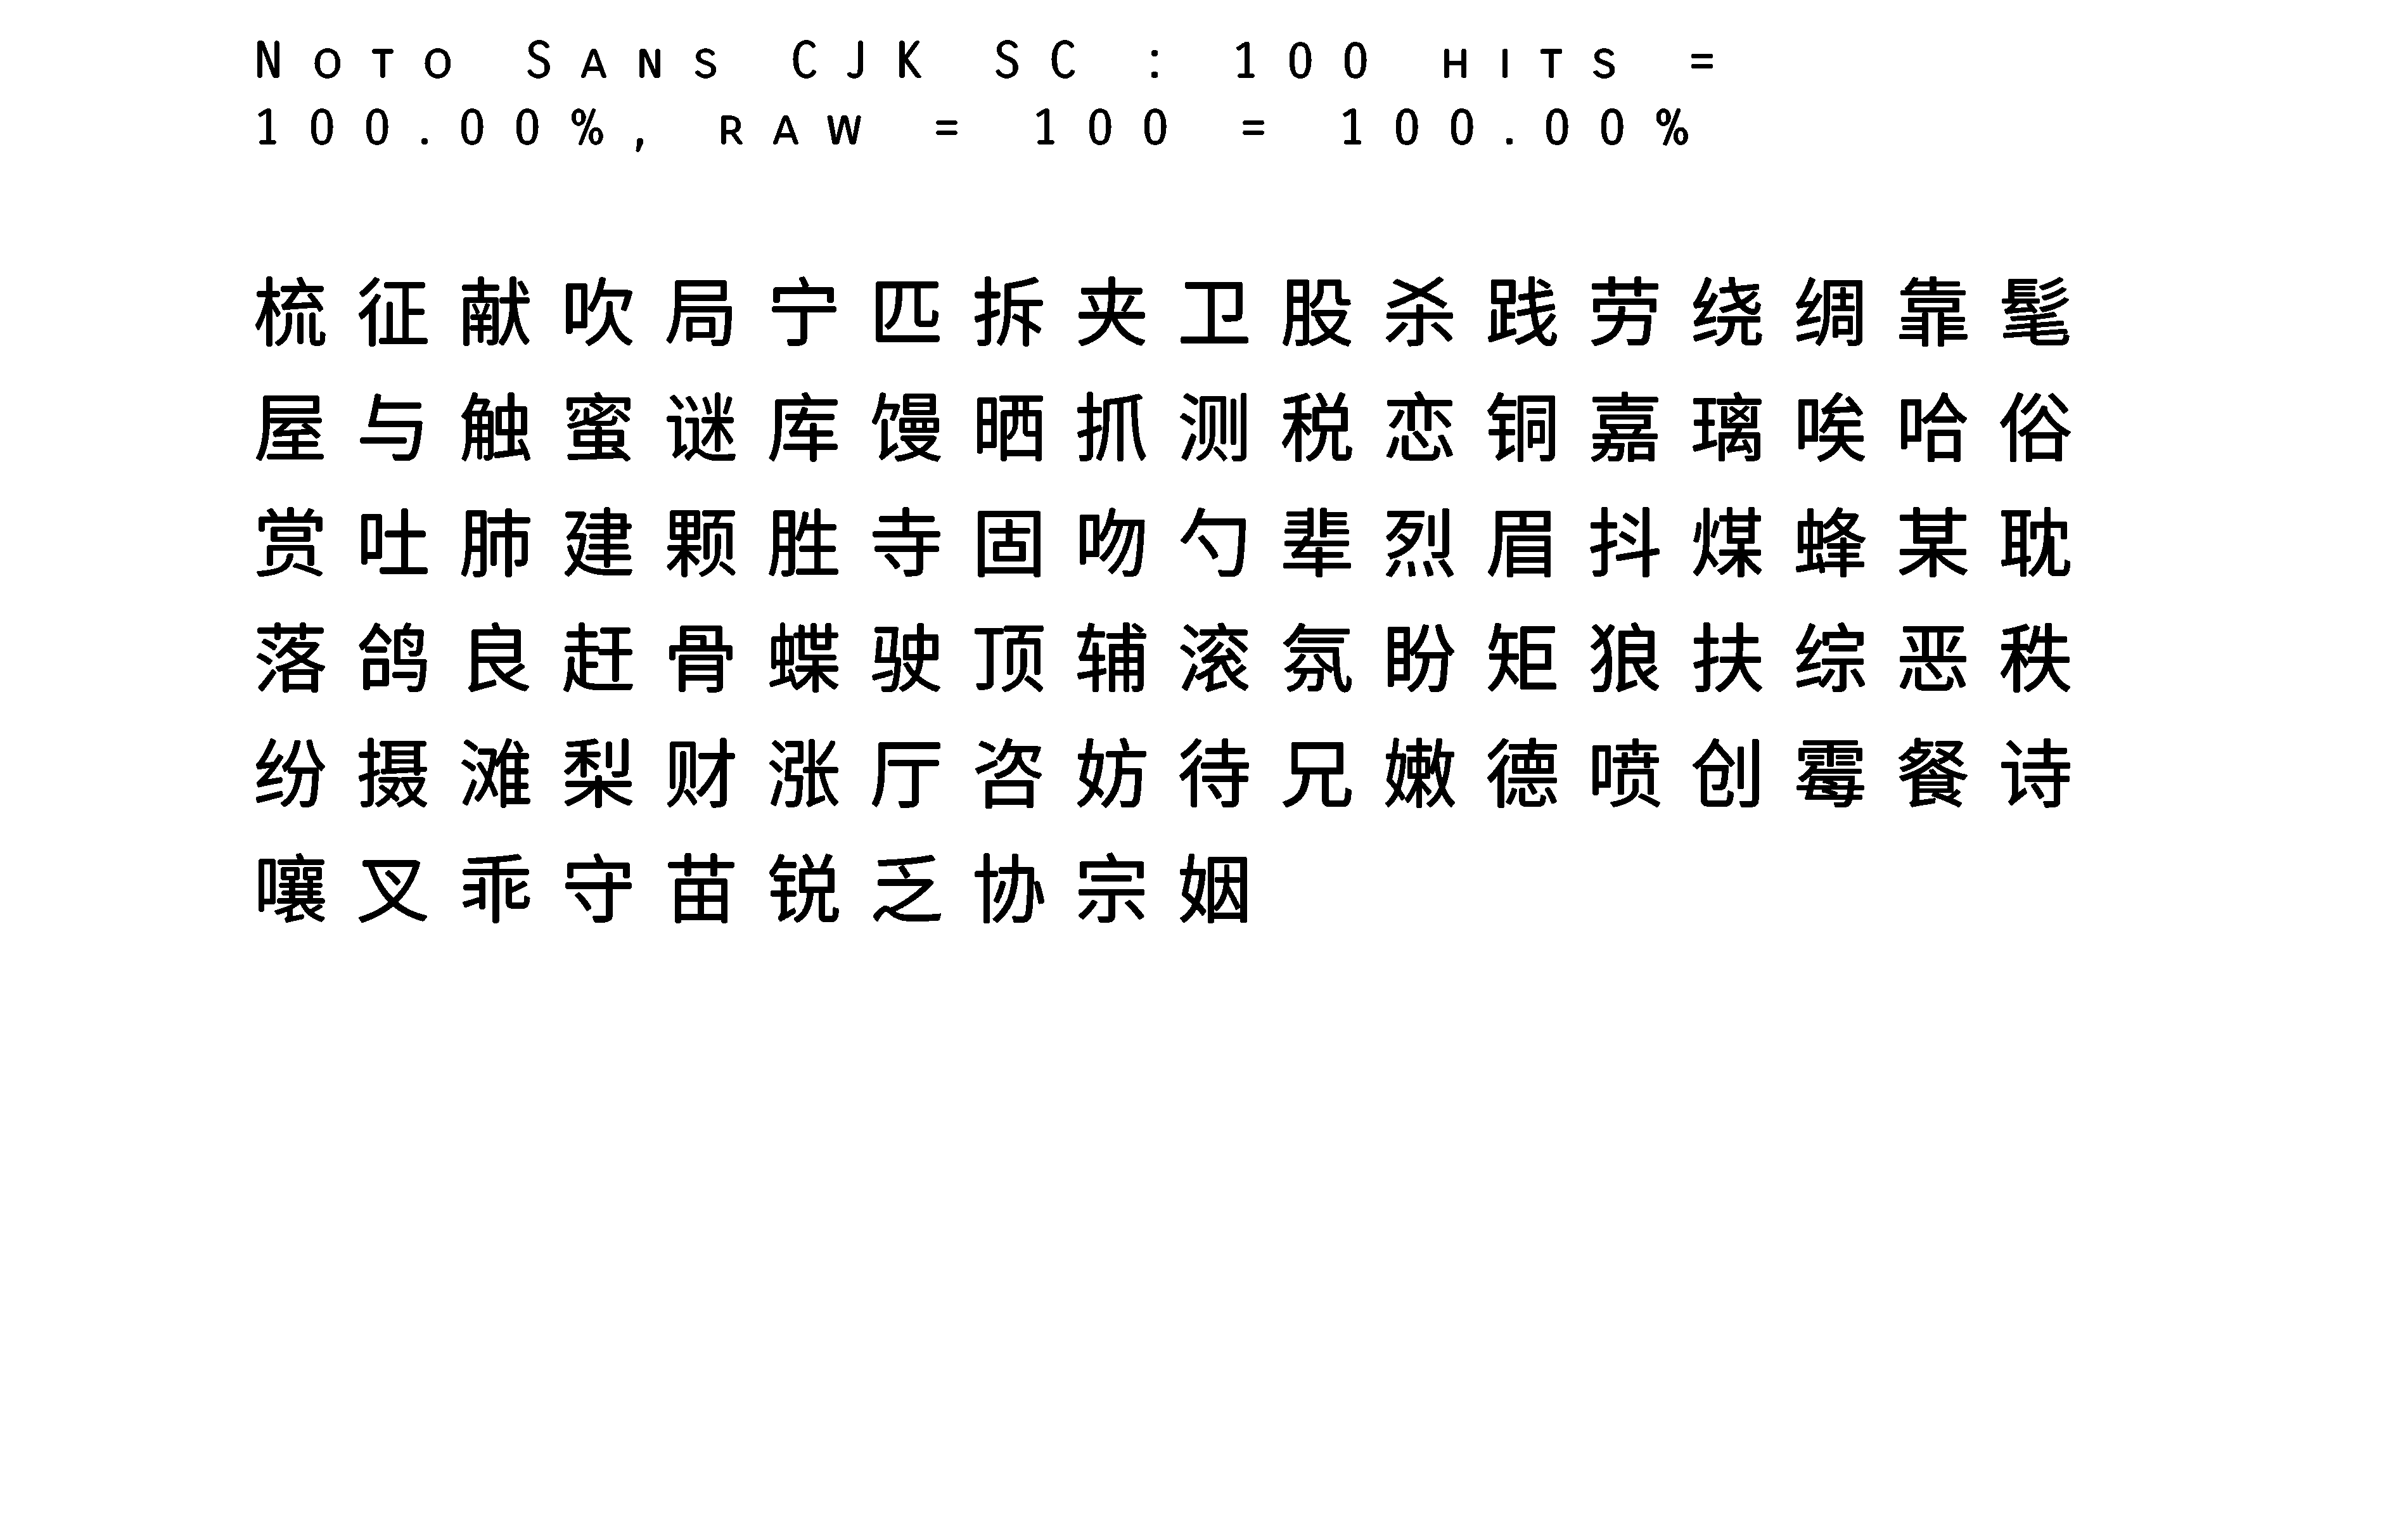 Noto Sans CJK SC : 100 hits =
100.00%, raw = 100 = 100.00%
梳征献吹局宁匹拆夹卫股杀践劳绕绸靠髦
屋与触蜜谜库馒晒抓测税恋铜嘉璃唉哈俗
赏吐肺建颗胜寺固吻勺辈烈眉抖煤蜂某耽
落鸽良赶骨蝶驶顶辅滚氛盼矩狼扶综恶秩
纷摄滩梨财涨厅咨妨待兄嫩德喷创霉餐诗
嚷叉乖守苗锐乏协宗姻